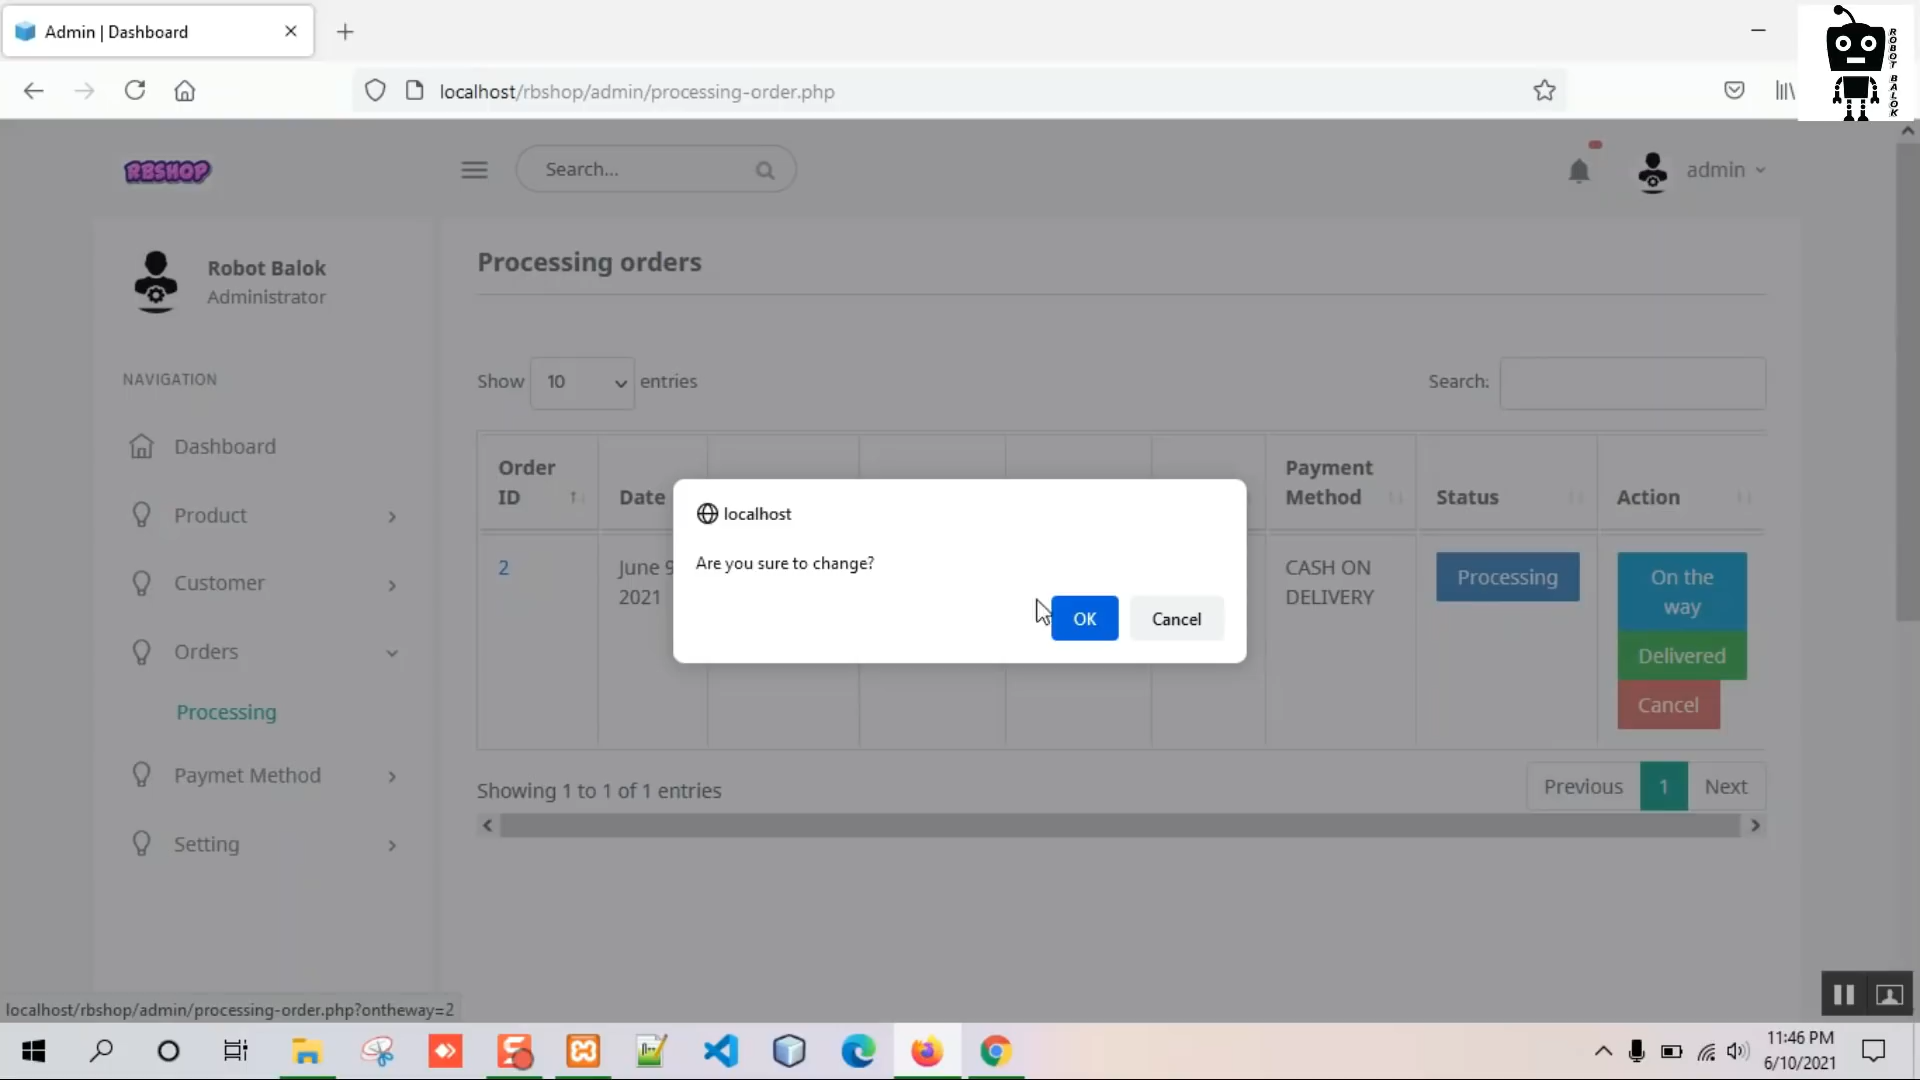 Admin | Dashboard
localhost/rbshop/admin/processing-order.php
ROBOT BALOK
RBSHOP
Search...
admin
Robot Balok
Administrator
NAVIGATION
Dashboard
Product
Customer
Orders
Processing
Paymet Method
Setting
Processing orders
Show 10 entries
Search:
Order
ID
Date
Payment
Method
Status
Action
2
June 9
2021
CASH ON
DELIVERY
Processing
On the
way
Delivered
Cancel
localhost
Are you sure to change?
OK
Cancel
Showing 1 to 1 of 1 entries
Previous
1
Next
localhost/rbshop/admin/processing-order.php?ontheway=2
11:46 PM
6/10/2021